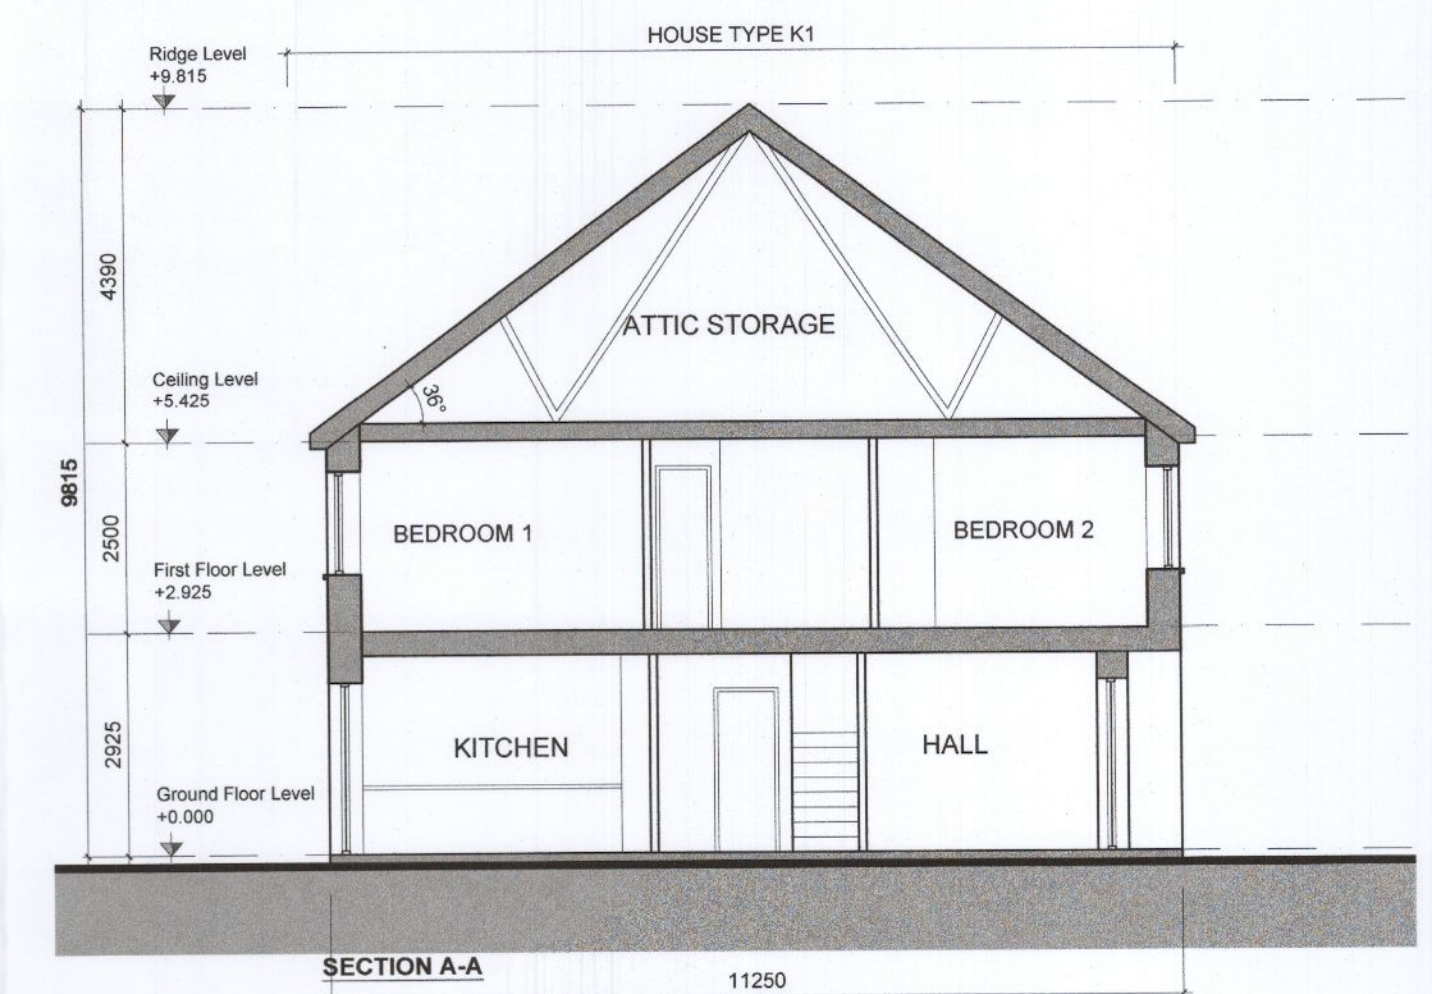 HOUSE TYPE K1
Ridge Level
+9.815
4390
ATTIC STORAGE
Ceiling Level
+5.425
36°
9815
2500
BEDROOM 1
BEDROOM 2
First Floor Level
+2.925
2925
KITCHEN
HALL
Ground Floor Level
+0.000
SECTION A-A
11250